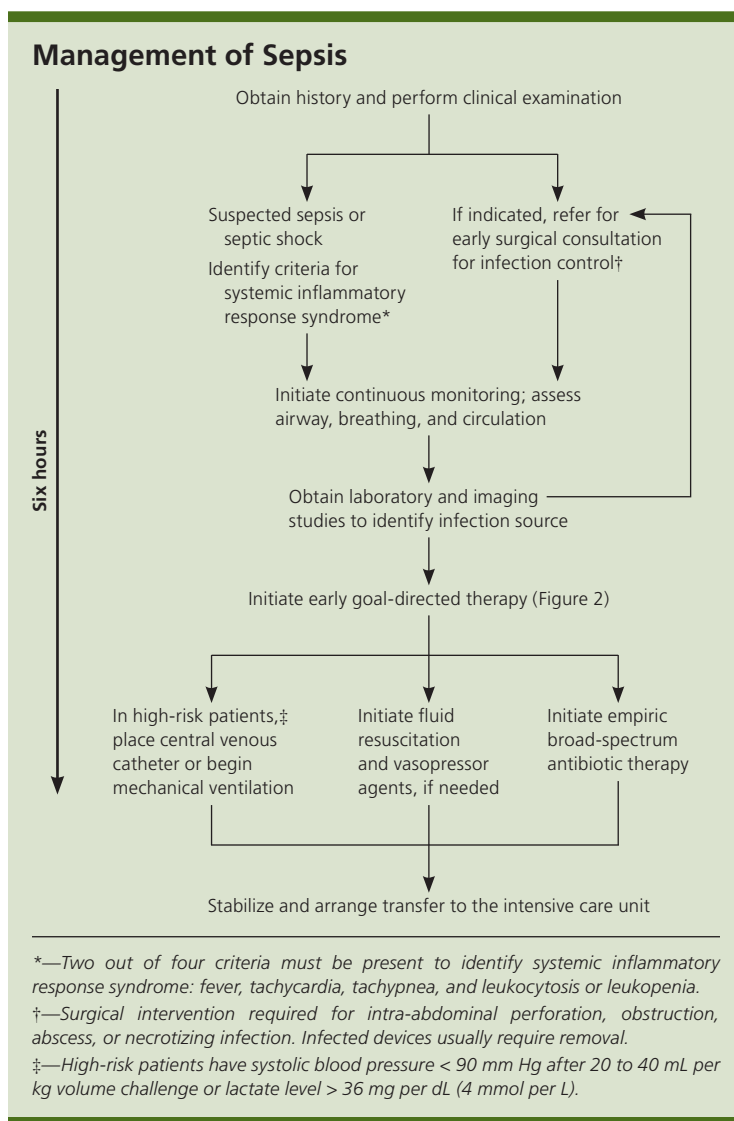 Management of Sepsis
Six hours
Obtain history and perform clinical examination
Suspected sepsis or
septic shock
Identify criteria for
systemic inflammatory
response syndrome*
If indicated, refer for
early surgical consultation
for infection control†
Initiate continuous monitoring; assess
airway, breathing, and circulation
Obtain laboratory and imaging
studies to identify infection source
Initiate early goal-directed therapy (Figure 2)
In high-risk patients,‡
place central venous
catheter or begin
mechanical ventilation
Initiate fluid
resuscitation
and vasopressor
agents, if needed
Initiate empiric
broad-spectrum
antibiotic therapy
Stabilize and arrange transfer to the intensive care unit
*—Two out of four criteria must be present to identify systemic inflammatory
response syndrome: fever, tachycardia, tachypnea, and leukocytosis or leukopenia.
†—Surgical intervention required for intra-abdominal perforation, obstruction,
abscess, or necrotizing infection. Infected devices usually require removal.
‡—High-risk patients have systolic blood pressure < 90 mm Hg after 20 to 40 mL per
kg volume challenge or lactate level > 36 mg per dL (4 mmol per L).